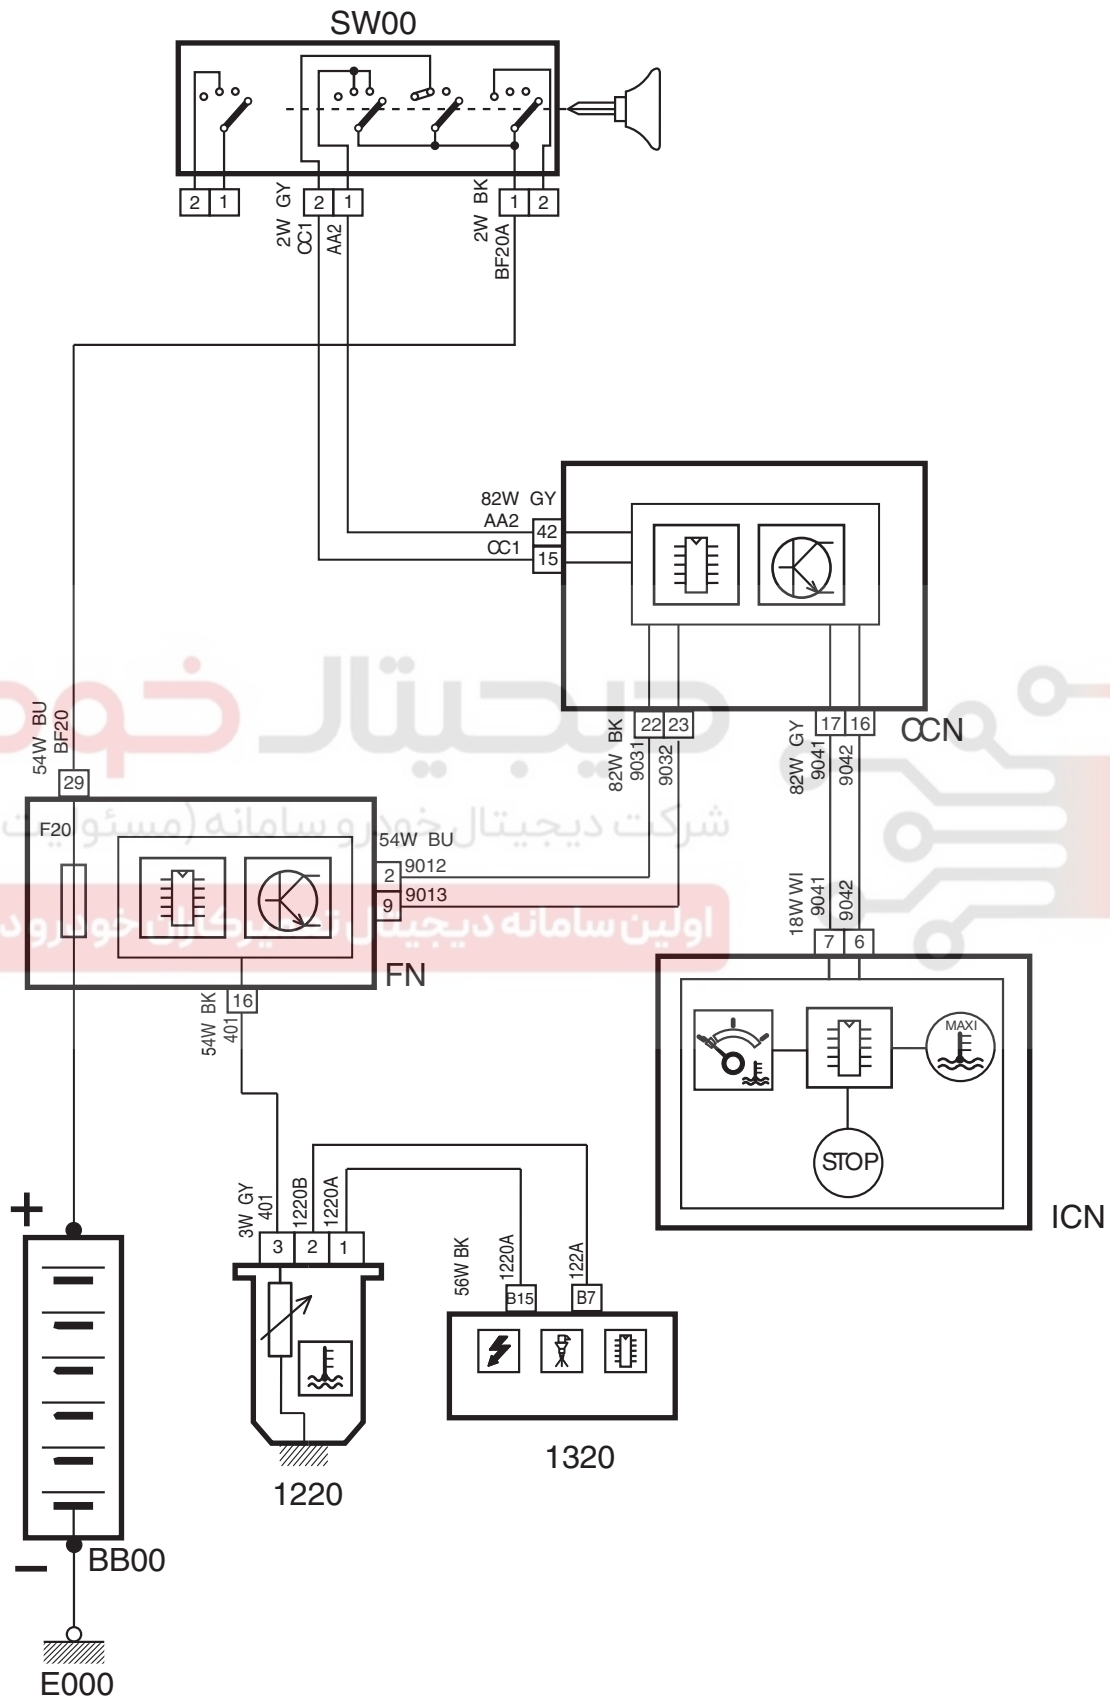 SW00
2 1
2W GY
CC1
2 1
AA2
2W BK
BF20A
1 2
82W GY
AA2
42
CC1
15
54W BU
BF20
29
82W BK
9031
22 23
9032
82W GY
9041
17 16
9042
CCN
دیجیتال خود
شرکت دیجیتال خودرو سامانه (مسئولیت
F20
54W BU
2 9012
9 9013
اولین سامانه دیجیتال تعمیرکاران خودرو د
FN
54W BK
401
16
18W WI
9041
9042
7 6
MAXI
STOP
ICN
3W GY
401
1220B
1220A
3 2 1
56W BK
1220A
122A
B15 B7
+
1220
1320
−
BB00
E000